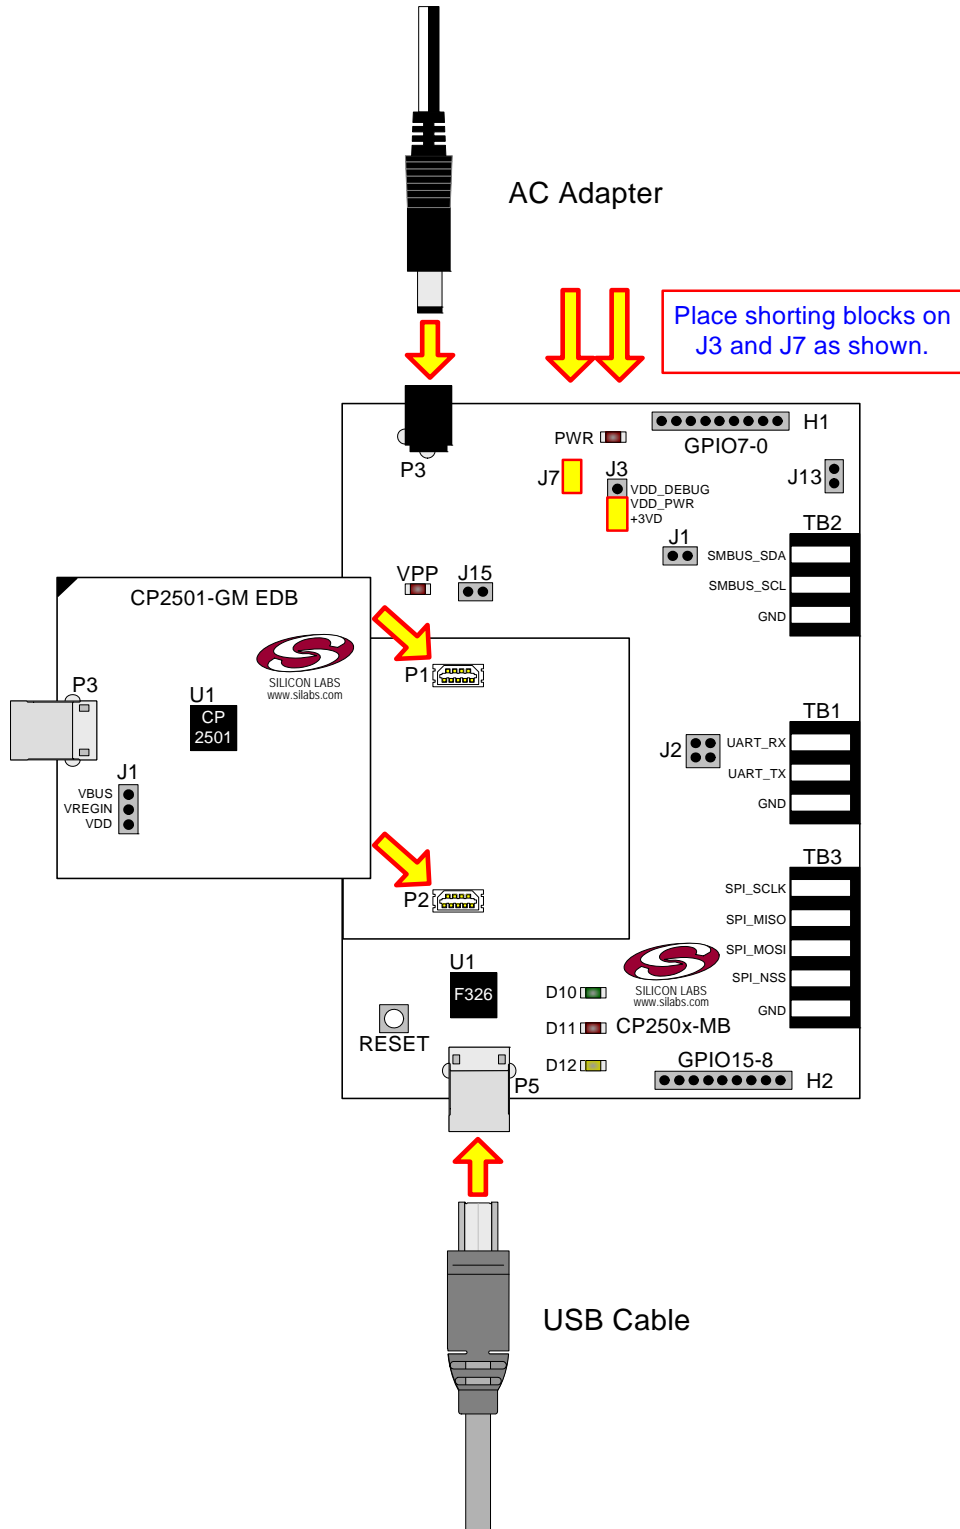 AC Adapter
Place shorting blocks on
J3 and J7 as shown.
H1
PWR
GPIO7-0
P3
J7
J3
J13
VDD_DEBUG
VDD_PWR
+3VD
TB2
J1
SMBUS_SDA
SMBUS_SCL
GND
VPP
J15
CP2501-GM EDB
SILICON LABS
www.silabs.com
P1
P3
U1
CP
2501
J1
VBUS
VREGIN
VDD
TB1
J2
UART_RX
UART_TX
GND
TB3
SPI_SCLK
SPI_MISO
SPI_MOSI
SPI_NSS
GND
P2
U1
F326
RESET
SILICON LABS
www.silabs.com
D10
D11
CP250x-MB
D12
GPIO15-8
H2
P5
USB Cable